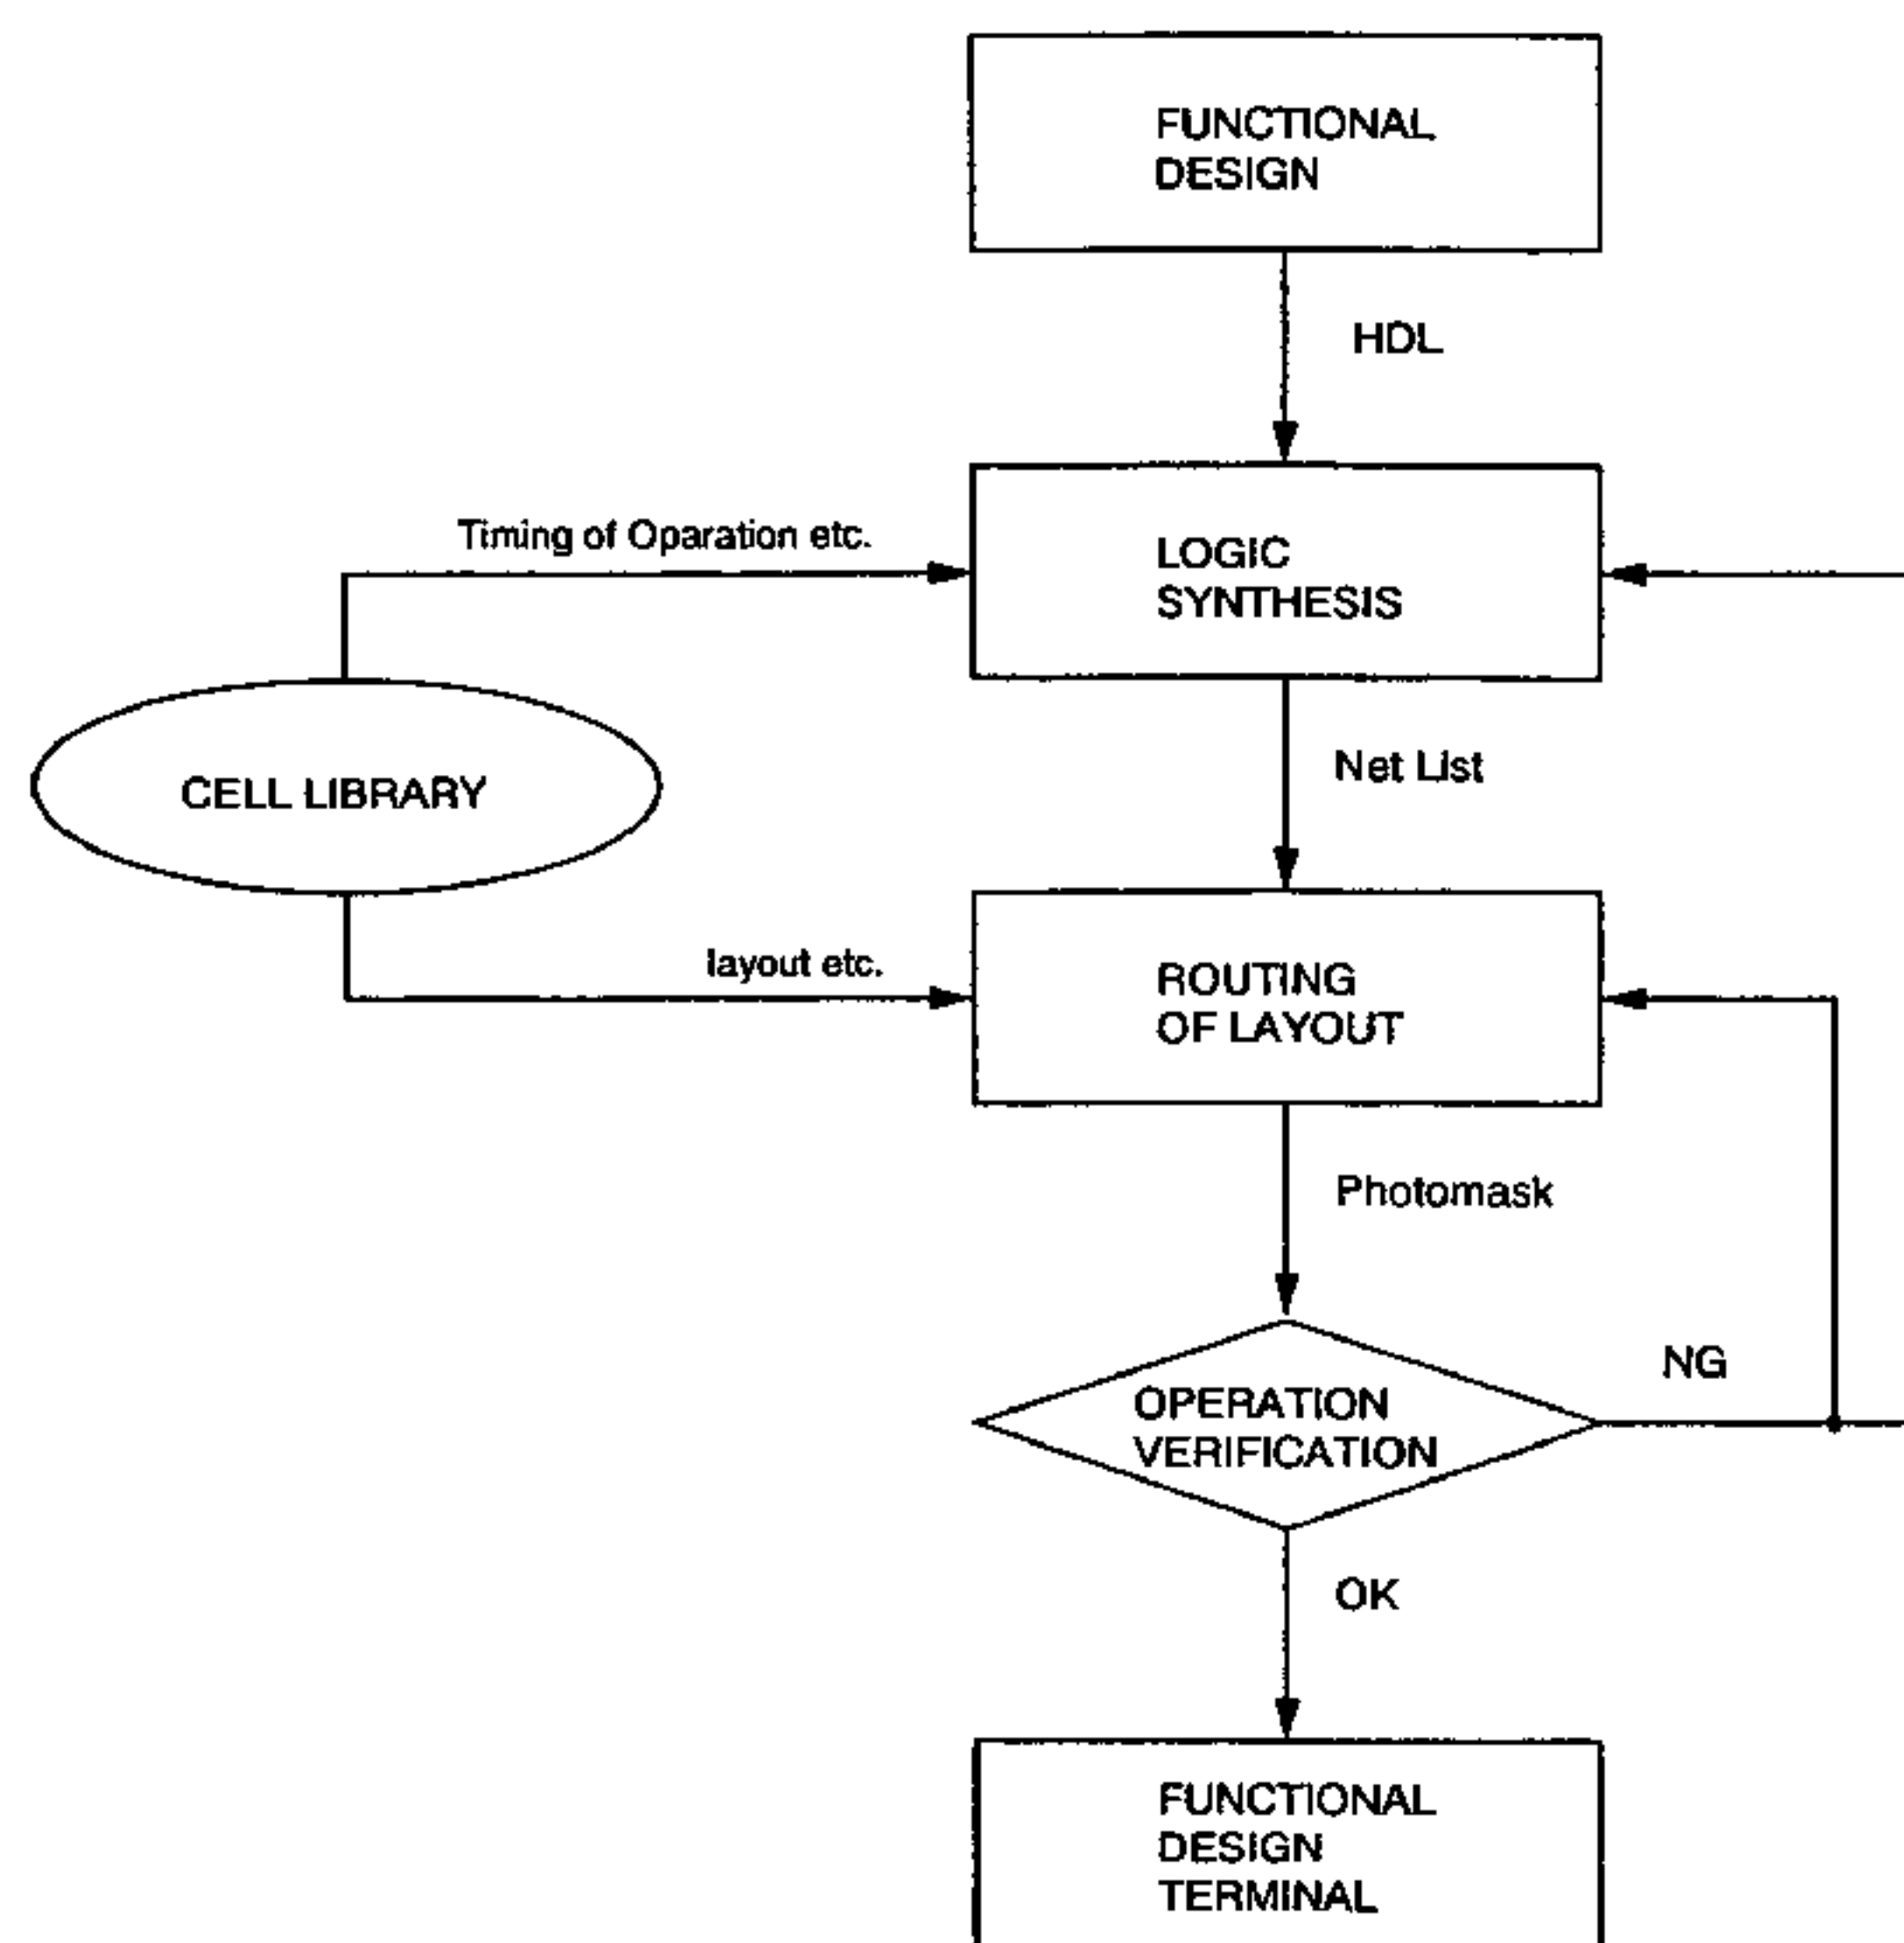 FUNCTIONAL
DESIGN
HDL
Timing of Oparation etc.
LOGIC
SYNTHESIS
Net List
CELL LIBRARY
layout etc.
ROUTING
OF LAYOUT
Photomask
NG
OPERATION
VERIFICATION
OK
FUNCTIONAL
DESIGN
TERMINAL